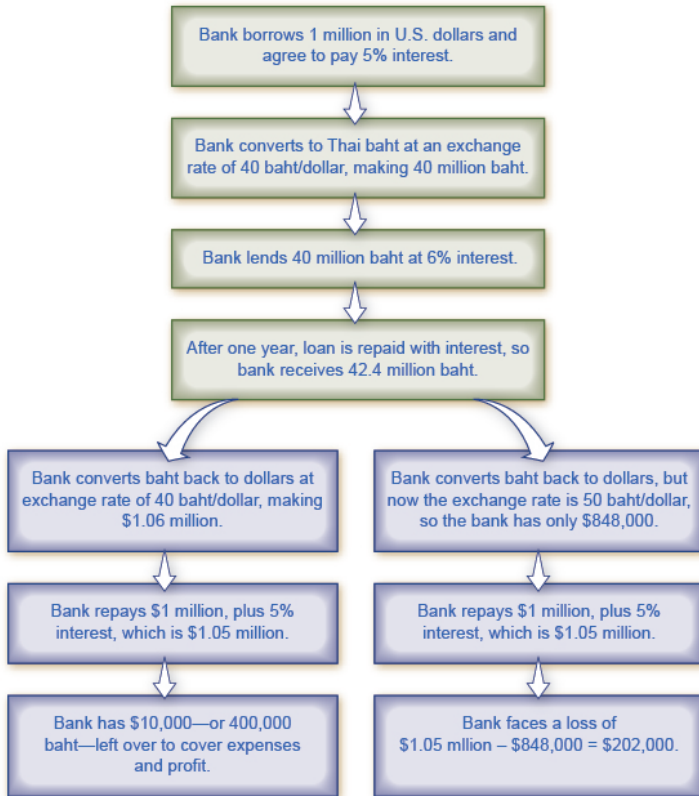 Bank borrows 1 million in U.S. dollars and
agree to pay 5% interest.
Bank converts to Thai baht at an exchange
rate of 40 baht/dollar, making 40 million baht.
Bank lends 40 million baht at 6% interest.
After one year, loan is repaid with interest, so
bank receives 42.4 million baht.
Bank converts baht back to dollars at
exchange rate of 40 baht/dollar, making
$1.06 million.
Bank repays $1 million, plus 5%
interest, which is $1.05 million.
Bank has $10,000—or 400,000
baht—left over to cover expenses
and profit.
Bank converts baht back to dollars, but
now the exchange rate is 50 baht/dollar,
so the bank has only $848,000.
Bank repays $1 million, plus 5%
interest, which is $1.05 million.
Bank faces a loss of
$1.05 mllion – $848,000 = $202,000.